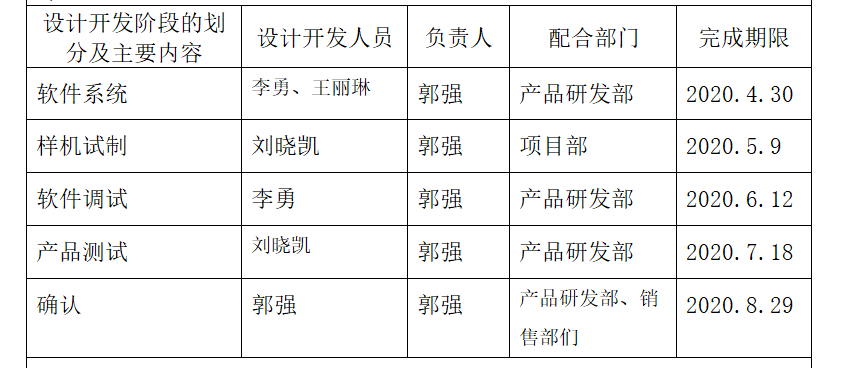 设计开发阶段的划
分及主要内容
设计开发人员
负责人
配合部门
完成期限
软件系统
李勇、王丽琳
郭强
产品研发部
2020.4.30
样机试制
刘晓凯
郭强
项目部
2020.5.9
软件调试
李勇
郭强
产品研发部
2020.6.12
产品测试
刘晓凯
郭强
产品研发部
2020.7.18
确认
郭强
郭强
产品研发部、销
售部们
2020.8.29